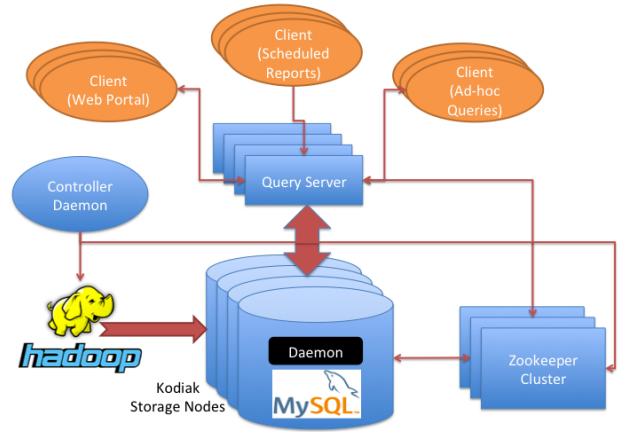 Client
(Scheduled
Reports)
Client
(Web Portal)
Client
(Ad-hoc
Queries)
Query Server
Controller
Daemon
hadoop
Daemon
MySQL
Kodiak
Storage Nodes
Zookeeper
Cluster